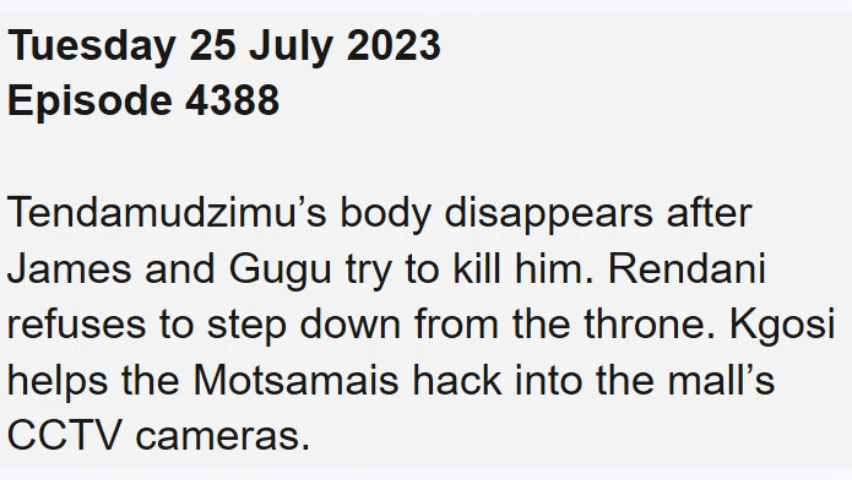 Tuesday 25 July 2023
Episode 4388
Tendamudzimu’s body disappears after
James and Gugu try to kill him. Rendani
refuses to step down from the throne. Kgosi
helps the Motsamais hack into the mall’s
CCTV cameras.